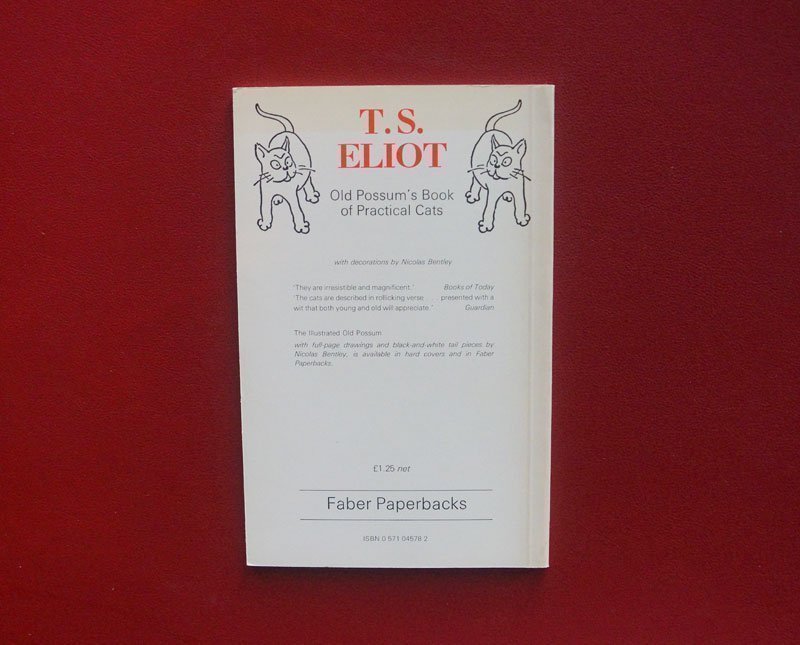 T. S.
ELIOT
Old Possum's Book
of Practical Cats
with decorations by Nicolas Bentley
'They are irresistible and magnificent.' Books of Today
'The cats are described in rollicking verse . . . presented with a
wit that both young and old will appreciate.' Guardian
The Illustrated Old Possum
with full-page drawings and black-and-white tail pieces by
Nicolas Bentley, is available in hard covers and in Faber
Paperbacks.
£1.25 net
Faber Paperbacks
ISBN 0 571 04578 2